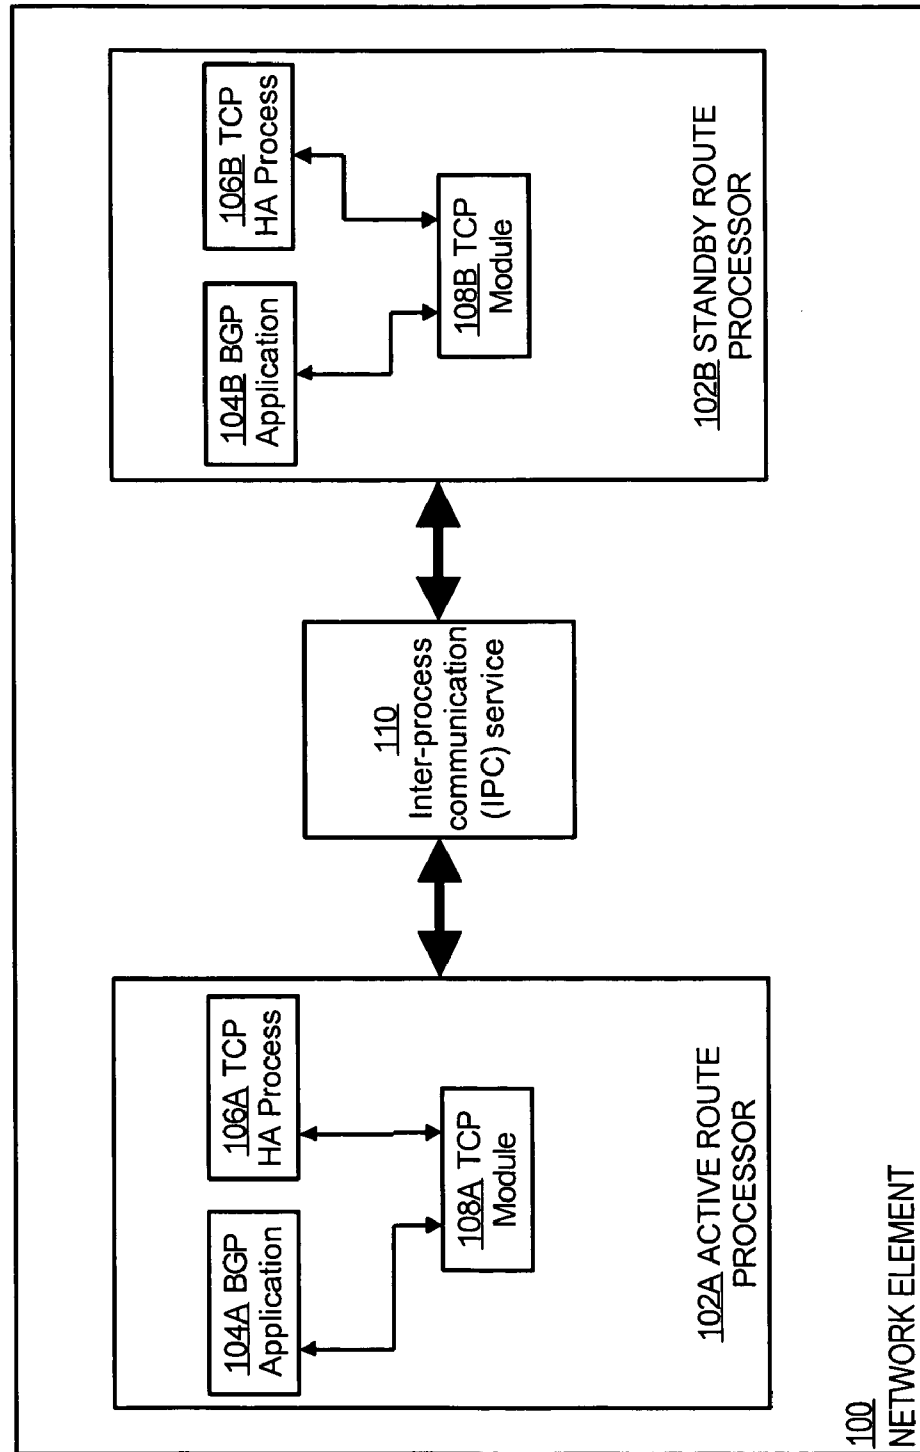 104A BGP
Application
106A TCP
HA Process
108A TCP
Module
102A ACTIVE ROUTE
PROCESSOR
110
Inter-process
communication
(IPC) service
104B BGP
Application
106B TCP
HA Process
108B TCP
Module
102B STANDBY ROUTE
PROCESSOR
100
NETWORK ELEMENT